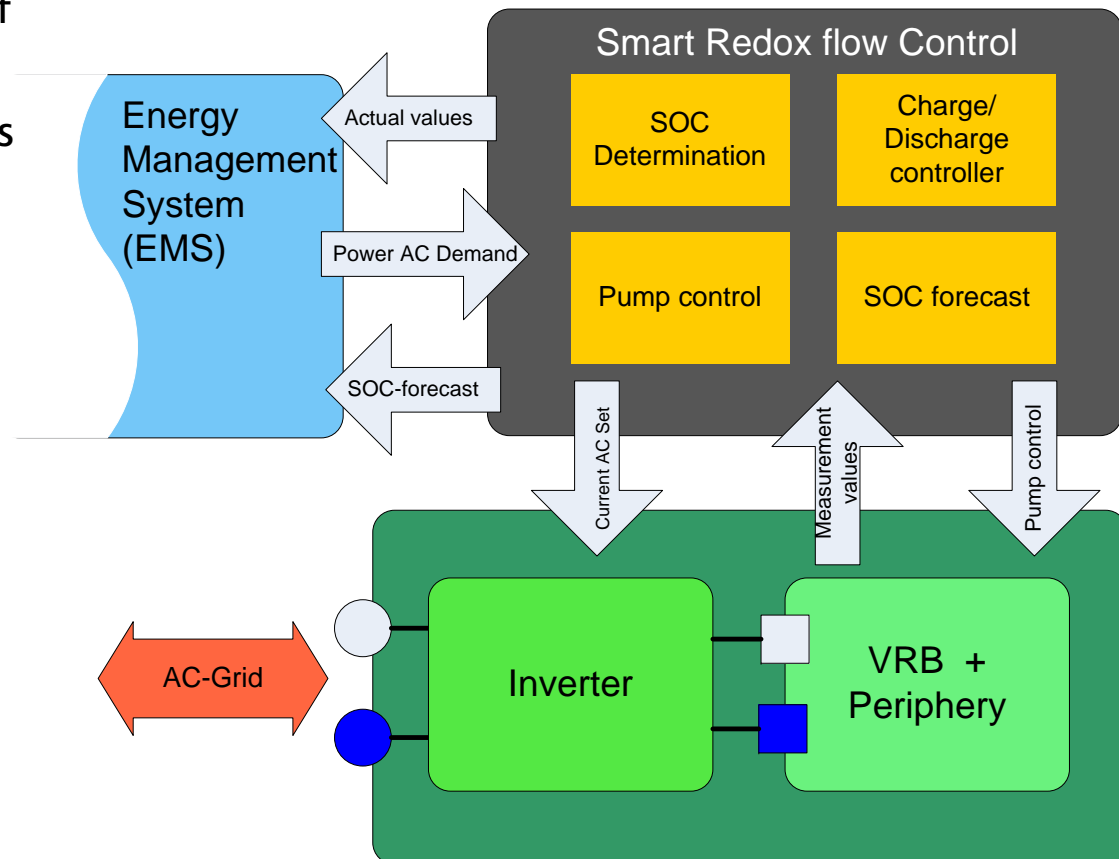 f
s
Energy
Management
System
(EMS)
Actual values
Power AC Demand
SOC-forecast
Smart Redox flow Control
SOC
Determination
Charge/
Discharge
controller
Pump control
SOC forecast
Current AC Set
Measurement
values
Pump control
AC-Grid
Inverter
VRB +
Periphery